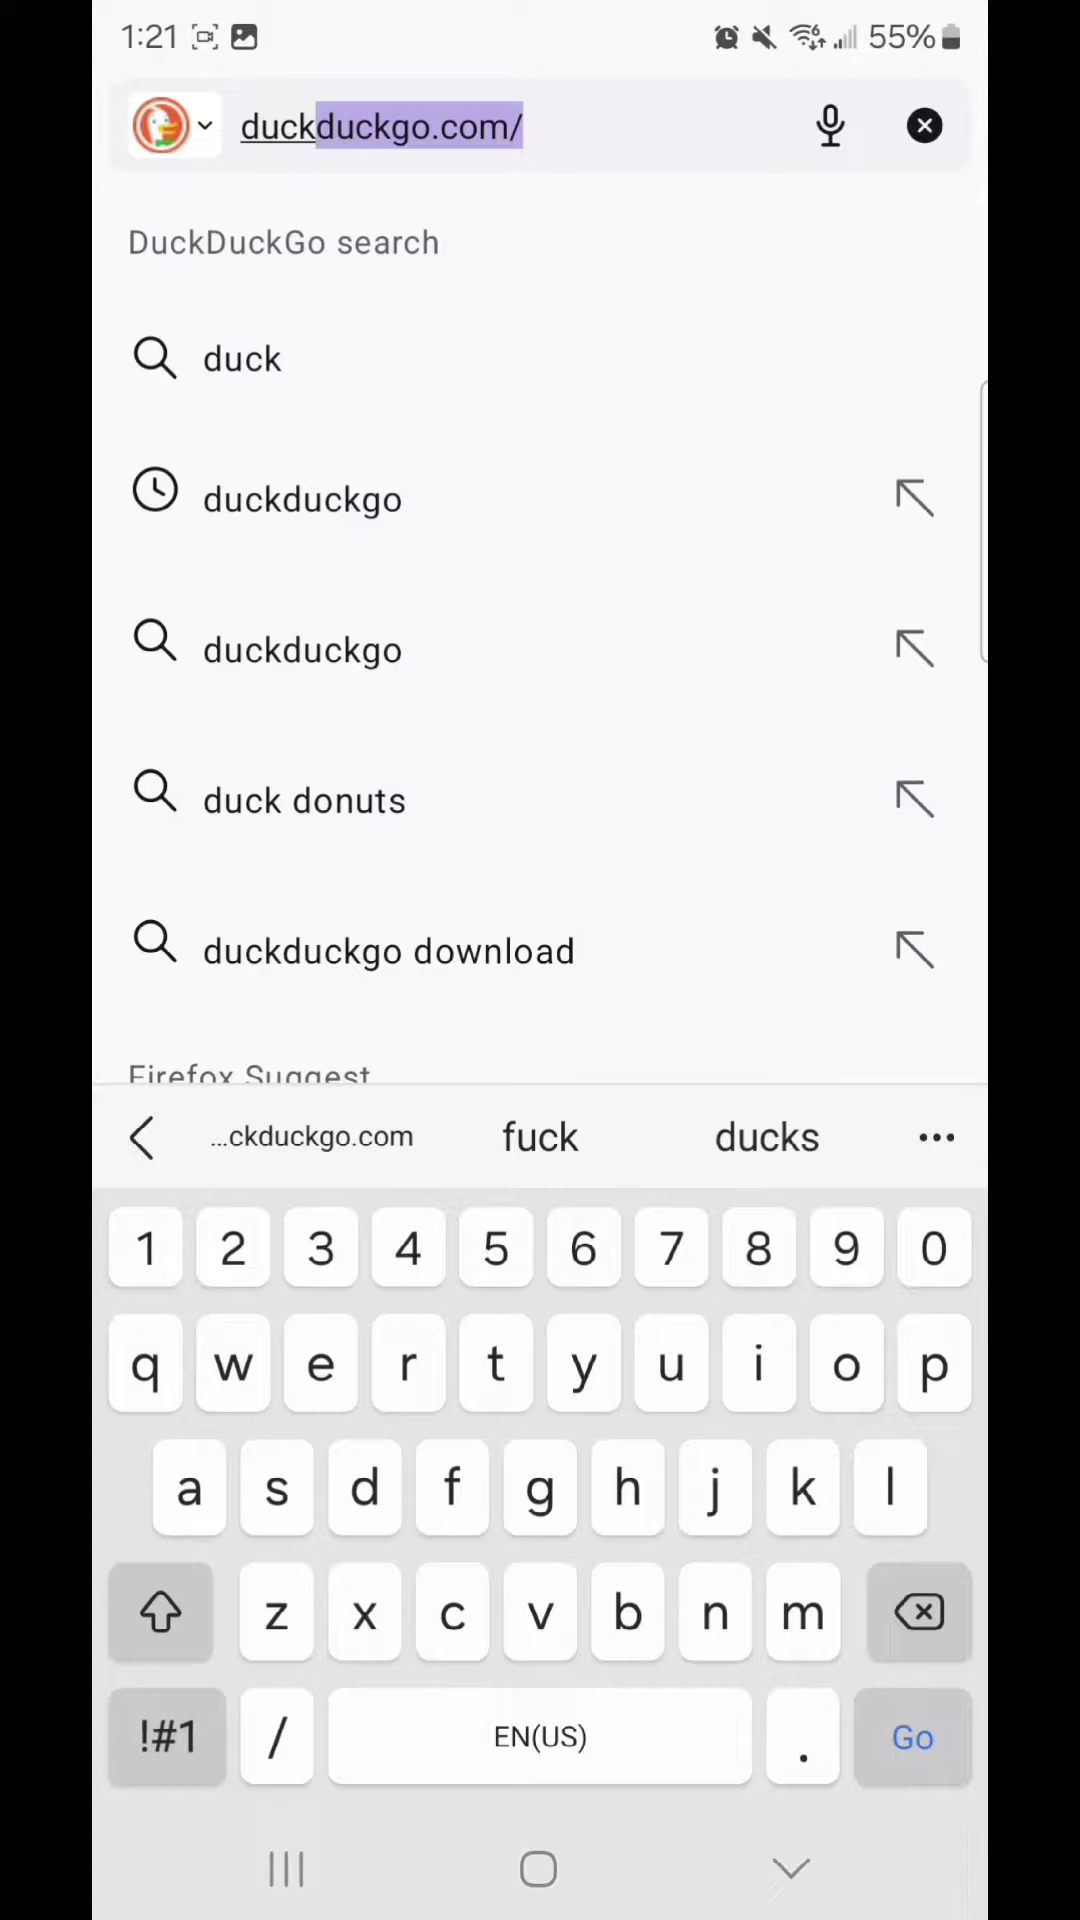 1:21 55%
duckduckgo.com/
DuckDuckGo search
duck
duckduckgo
duckduckgo
duck donuts
duckduckgo download
Firefox Suggest
...ckduckgo.com fuck ducks
1 2 3 4 5 6 7 8 9 0
q w e r t y u i o p
a s d f g h j k l
z x c v b n m
!#1 / EN(US) . Go